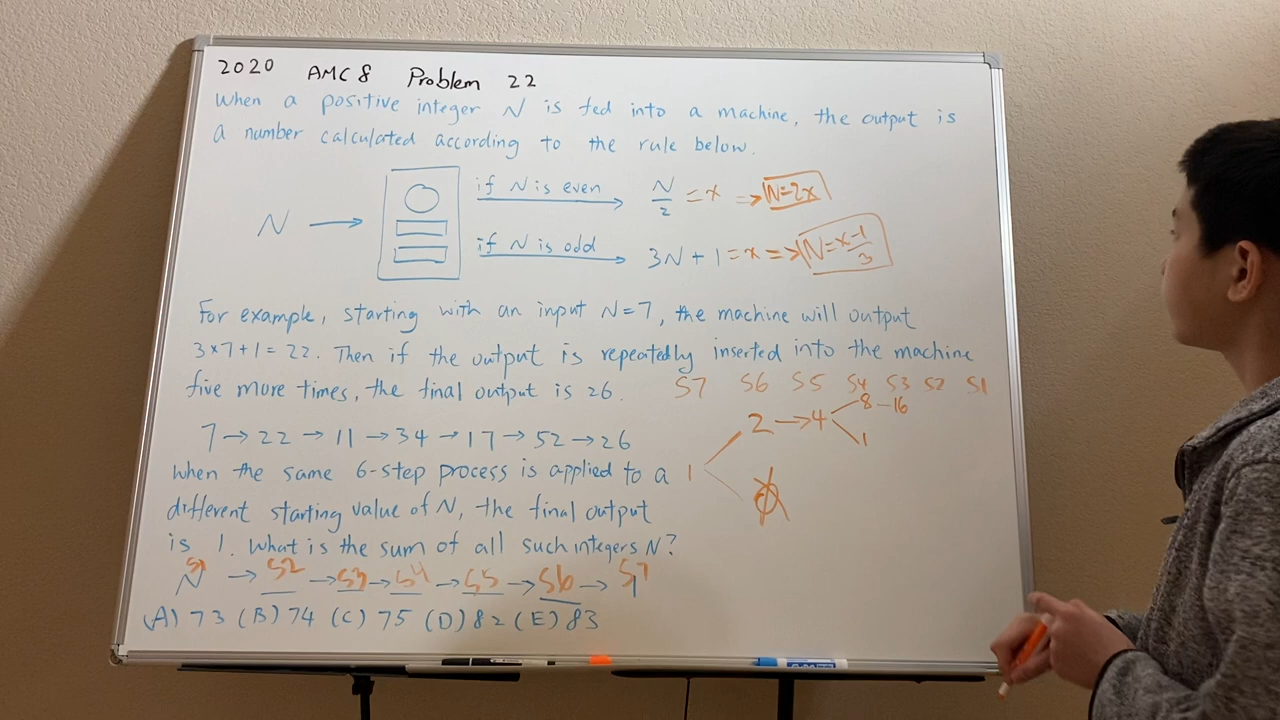 2020 AMC 8 Problem 22
When a positive integer N is fed into a machine, the output is
a number calculated according to the rule below.
if N is even N/2 = x => N=2x
N →
if N is odd 3N + 1 = x => N = x-1/3
For example, starting with an input N=7, the machine will output
3×7+1=22. Then if the output is repeatedly inserted into the machine
five more times, the final output is 26.
S7 S6 S5 S4 S3 S2 S1
7 → 22 → 11 → 34 → 17 → 52 → 26
1 2 → 4 8 - 16
1
When the same 6-step process is applied to a
different starting value of N, the final output
is 1. What is the sum of all such integers N?
S1 S2 S3 S4 S5 S6 S7
N → _ → _ → _ → _ → _ → 1
(A) 73 (B) 74 (C) 75 (D) 82 (E) 83